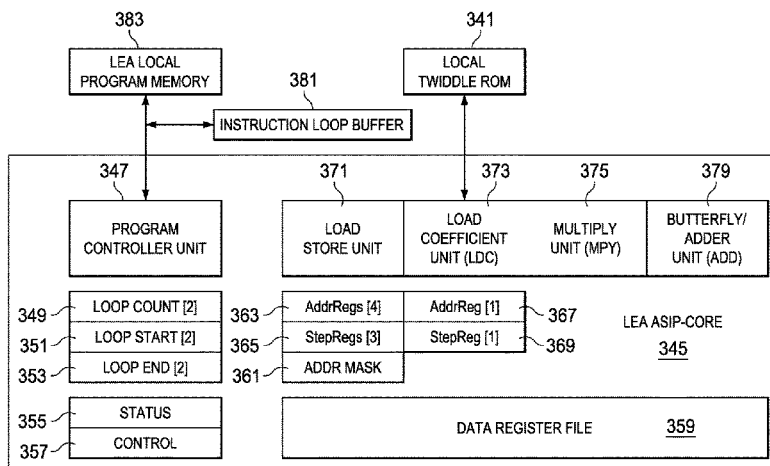 383
341
LEA LOCAL
PROGRAM MEMORY
LOCAL
TWIDDLE ROM
381
INSTRUCTION LOOP BUFFER
347
371
373
375
379
PROGRAM
CONTROLLER UNIT
LOAD
STORE UNIT
LOAD
COEFFICIENT
UNIT (LDC)
MULTIPLY
UNIT (MPY)
BUTTERFLY/
ADDER
UNIT (ADD)
349
LOOP COUNT [2]
363
AddrRegs [4]
AddrReg [1]
367
351
LOOP START [2]
365
StepRegs [3]
StepReg [1]
369
353
LOOP END [2]
361
ADDR MASK
LEA ASIP-CORE
345
355
STATUS
357
CONTROL
DATA REGISTER FILE
359